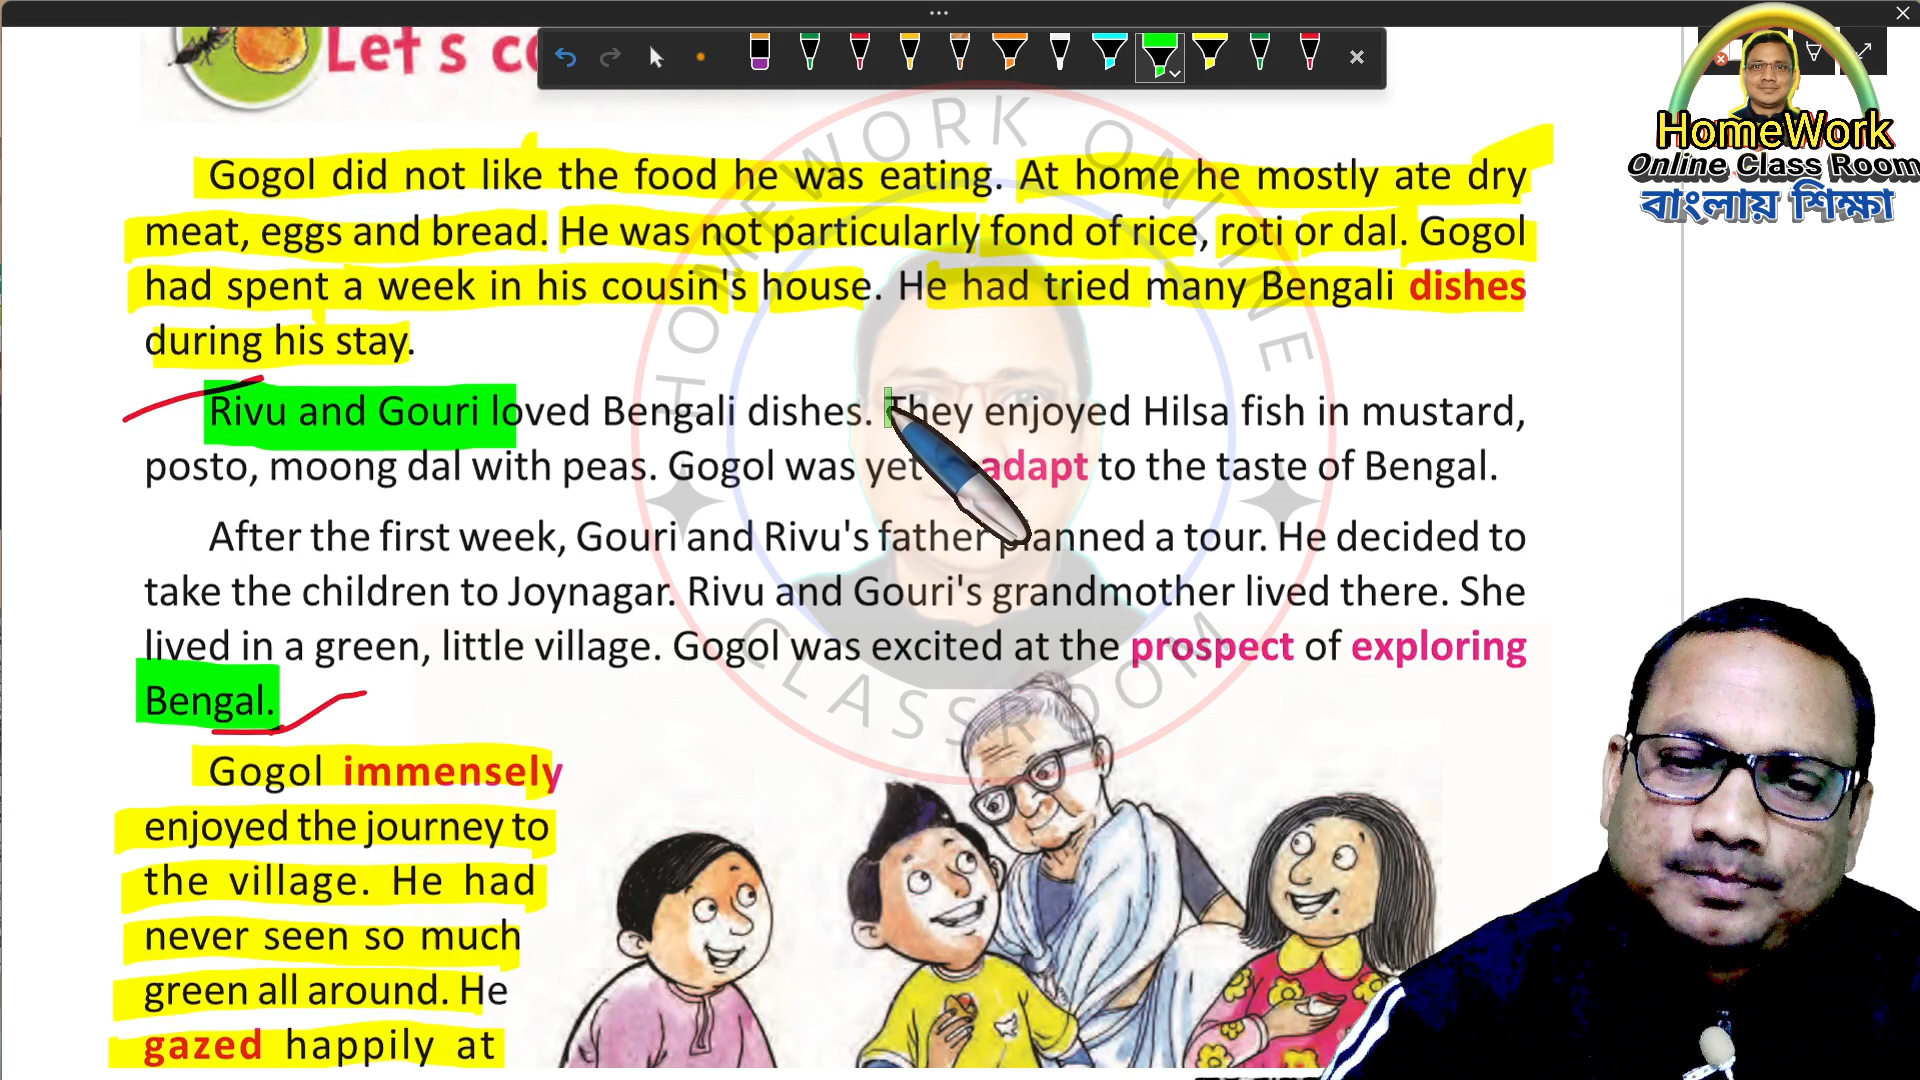 Let's co
HomeWork
Online Class Room
বাংলায় শিক্ষা
HOMEWORK ONLINE
CLASSROOM
Gogol did not like the food he was eating. At home he mostly ate dry
meat, eggs and bread. He was not particularly fond of rice, roti or dal. Gogol
had spent a week in his cousin's house. He had tried many Bengali dishes
during his stay.
Rivu and Gouri loved Bengali dishes. They enjoyed Hilsa fish in mustard,
posto, moong dal with peas. Gogol was yet adapt to the taste of Bengal.
After the first week, Gouri and Rivu's father planned a tour. He decided to
take the children to Joynagar. Rivu and Gouri's grandmother lived there. She
lived in a green, little village. Gogol was excited at the prospect of exploring
Bengal.
Gogol immensely
enjoyed the journey to
the village. He had
never seen so much
green all around. He
gazed happily at